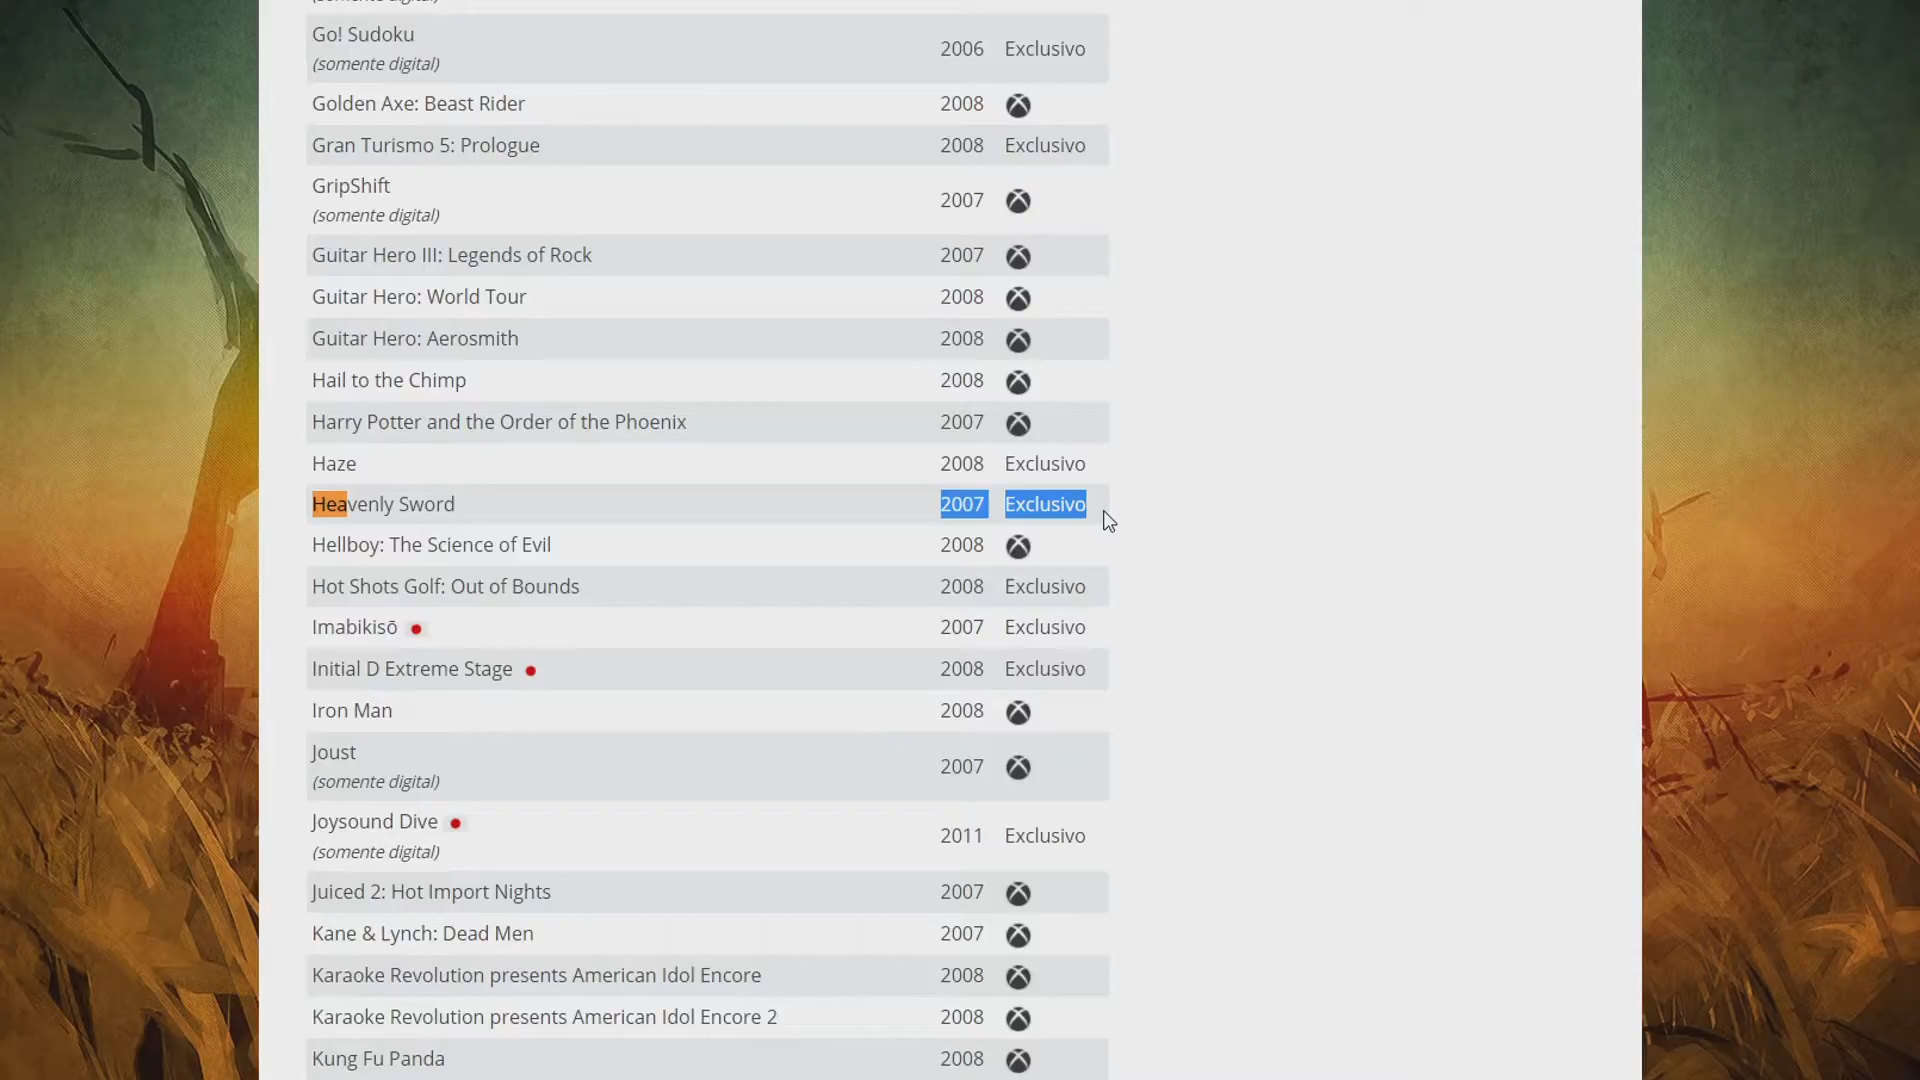 (somente digital)
Go! Sudoku
(somente digital)
2006 Exclusivo
Golden Axe: Beast Rider 2008
Gran Turismo 5: Prologue 2008 Exclusivo
GripShift
(somente digital)
2007
Guitar Hero III: Legends of Rock 2007
Guitar Hero: World Tour 2008
Guitar Hero: Aerosmith 2008
Hail to the Chimp 2008
Harry Potter and the Order of the Phoenix 2007
Haze 2008 Exclusivo
Heavenly Sword 2007 Exclusivo
Hellboy: The Science of Evil 2008
Hot Shots Golf: Out of Bounds 2008 Exclusivo
Imabikisō 2007 Exclusivo
Initial D Extreme Stage 2008 Exclusivo
Iron Man 2008
Joust
(somente digital)
2007
Joysound Dive
(somente digital)
2011 Exclusivo
Juiced 2: Hot Import Nights 2007
Kane & Lynch: Dead Men 2007
Karaoke Revolution presents American Idol Encore 2008
Karaoke Revolution presents American Idol Encore 2 2008
Kung Fu Panda 2008